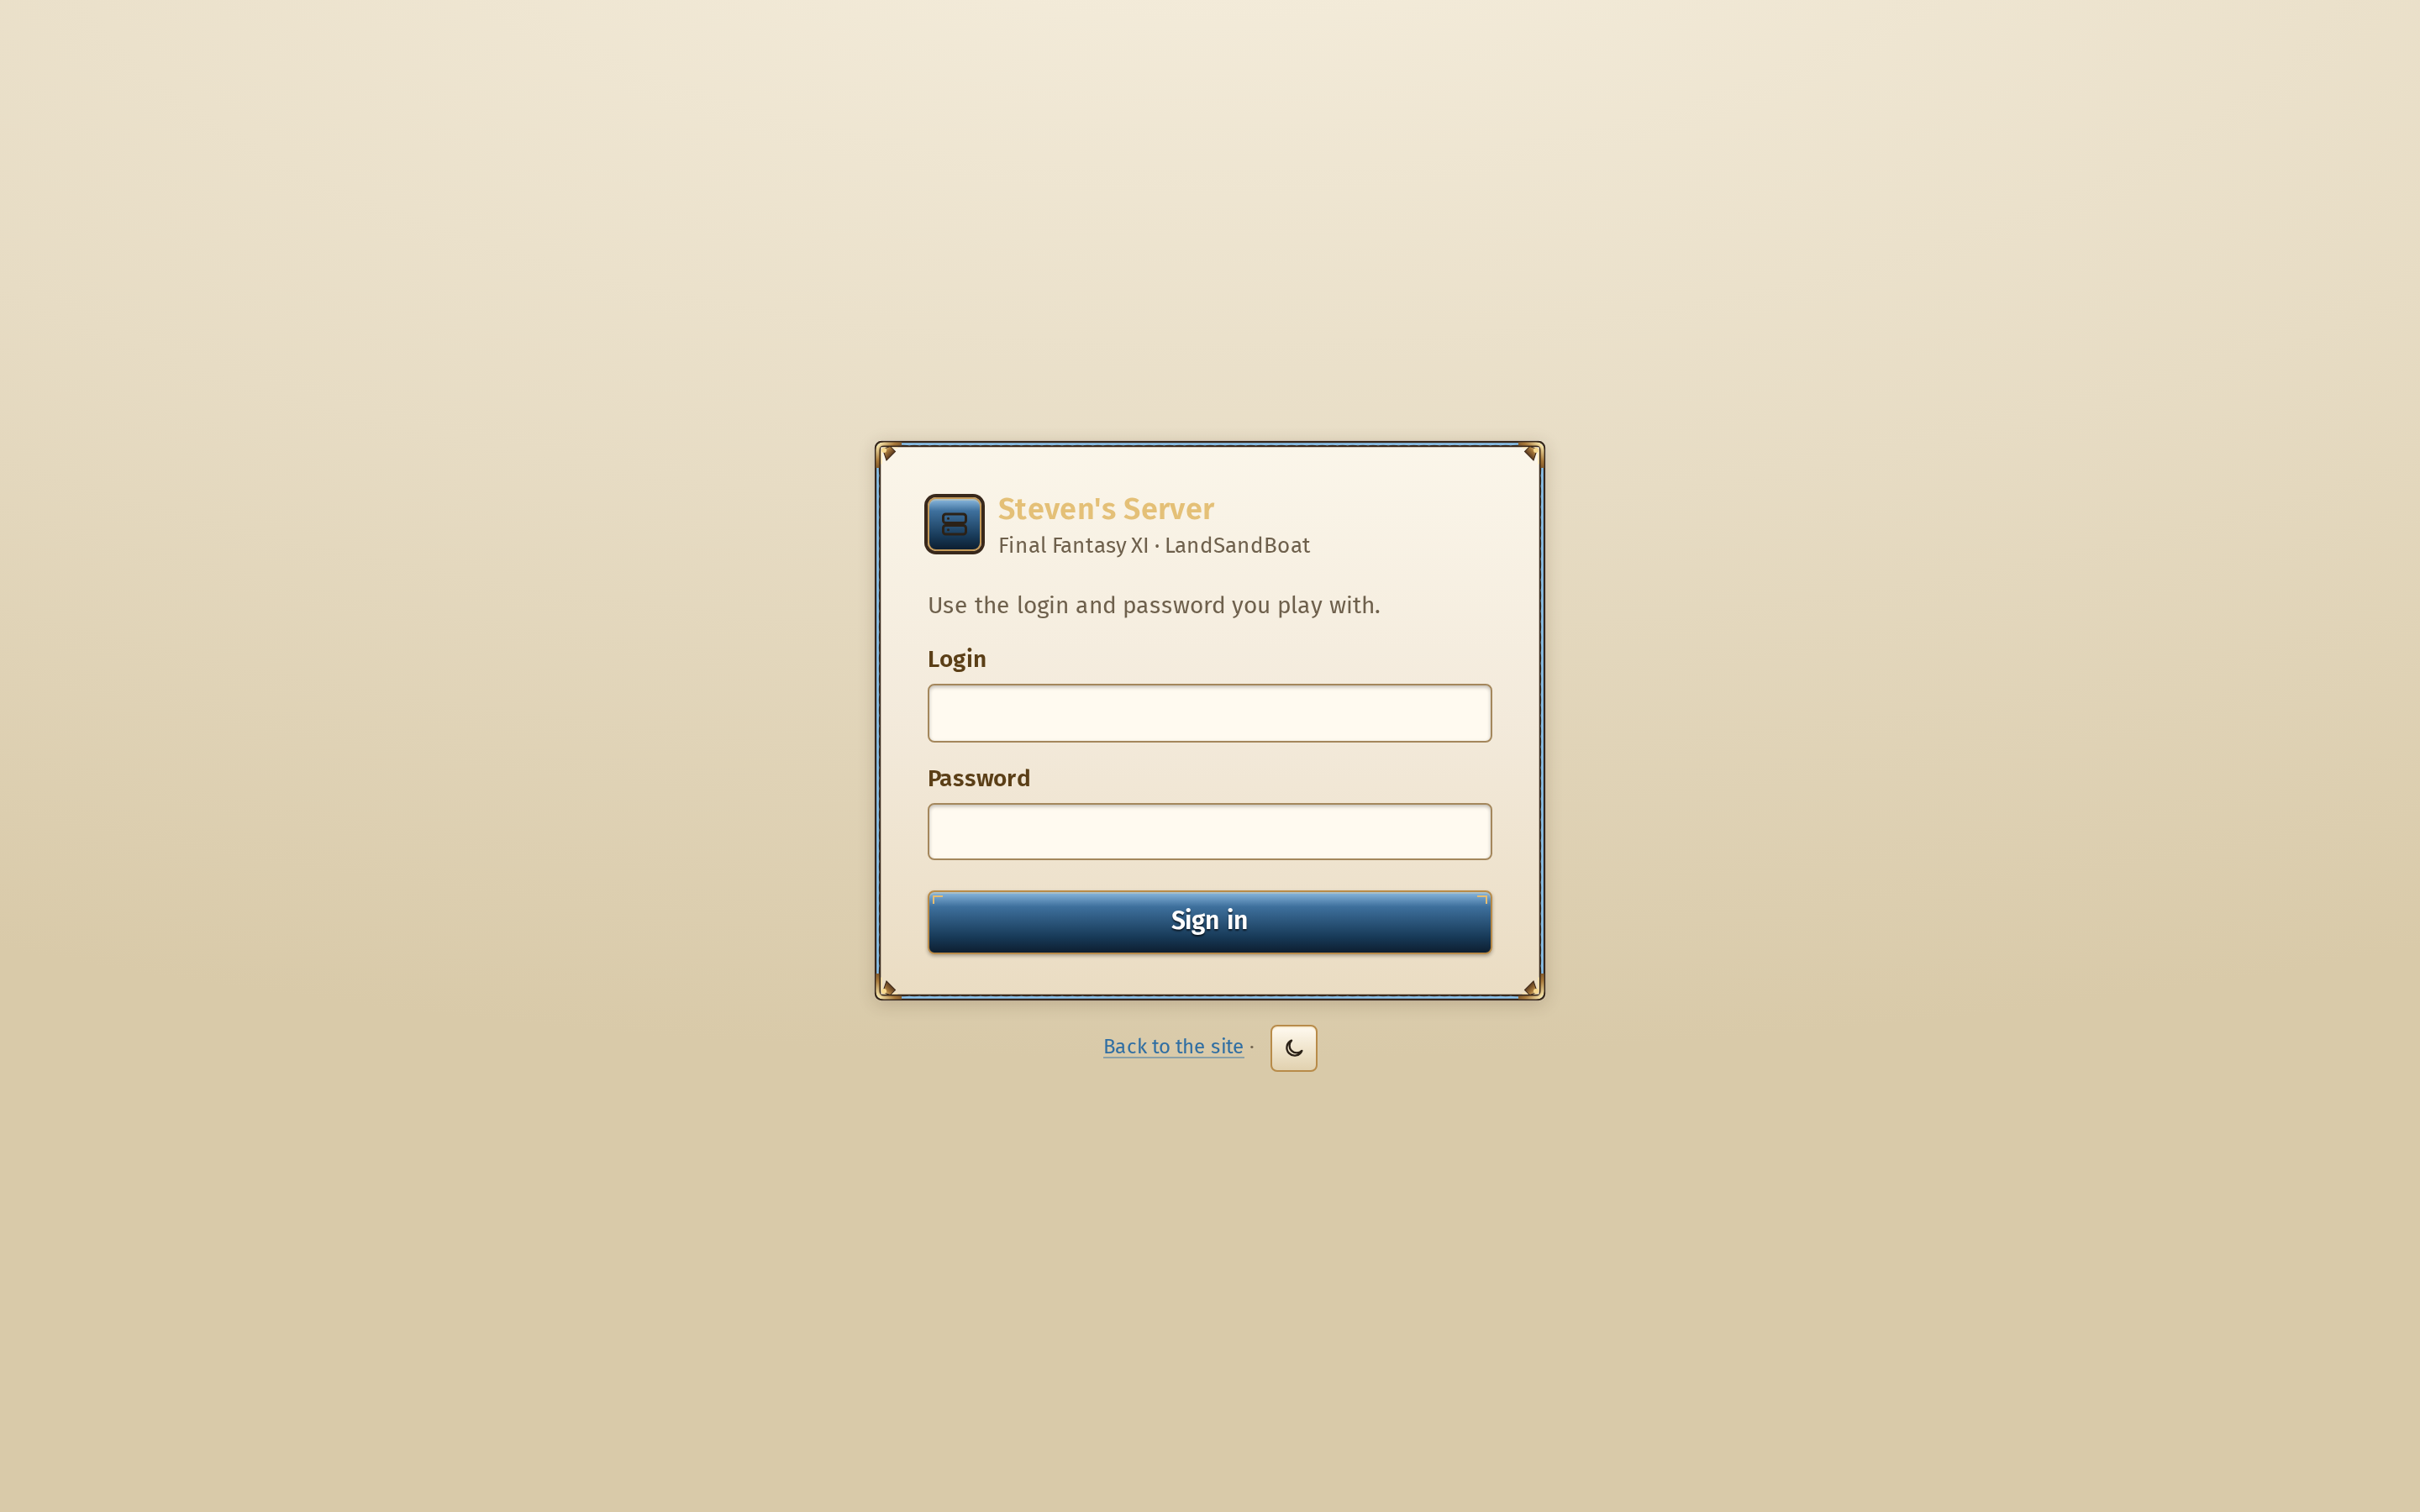 Steven's Server
Final Fantasy XI · LandSandBoat
Use the login and password you play with.
Login
Password
Sign in
Back to the site ·